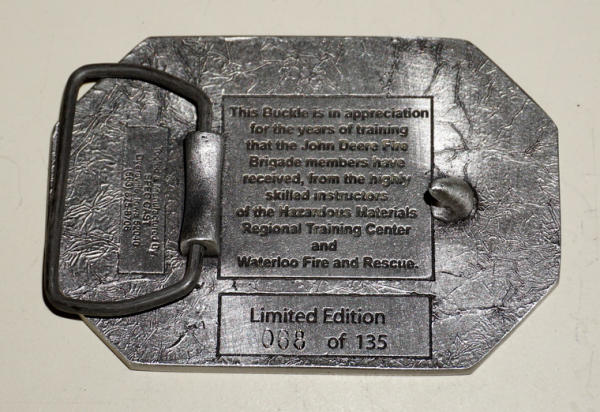 This Buckle is in appreciation
for the years of training
that the John Deere Fire
Brigade members have
received, from the highly
skilled instructors
of the Hazardous Materials
Regional Training Center
and
Waterloo Fire and Rescue.
Limited Edition
068 of 135